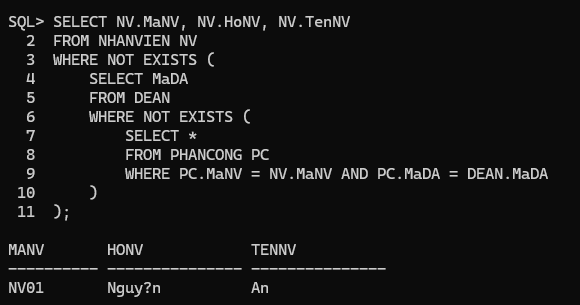 SQL> SELECT NV.MaNV, NV.HoNV, NV.TenNV
  2  FROM NHANVIEN NV
  3  WHERE NOT EXISTS (
  4      SELECT MaDA
  5      FROM DEAN
  6      WHERE NOT EXISTS (
  7          SELECT *
  8          FROM PHANCONG PC
  9          WHERE PC.MaNV = NV.MaNV AND PC.MaDA = DEAN.MaDA
 10      )
 11  );
MANV       HONV            TENNV
---------- --------------- ---------------
NV01       Nguy?n          An